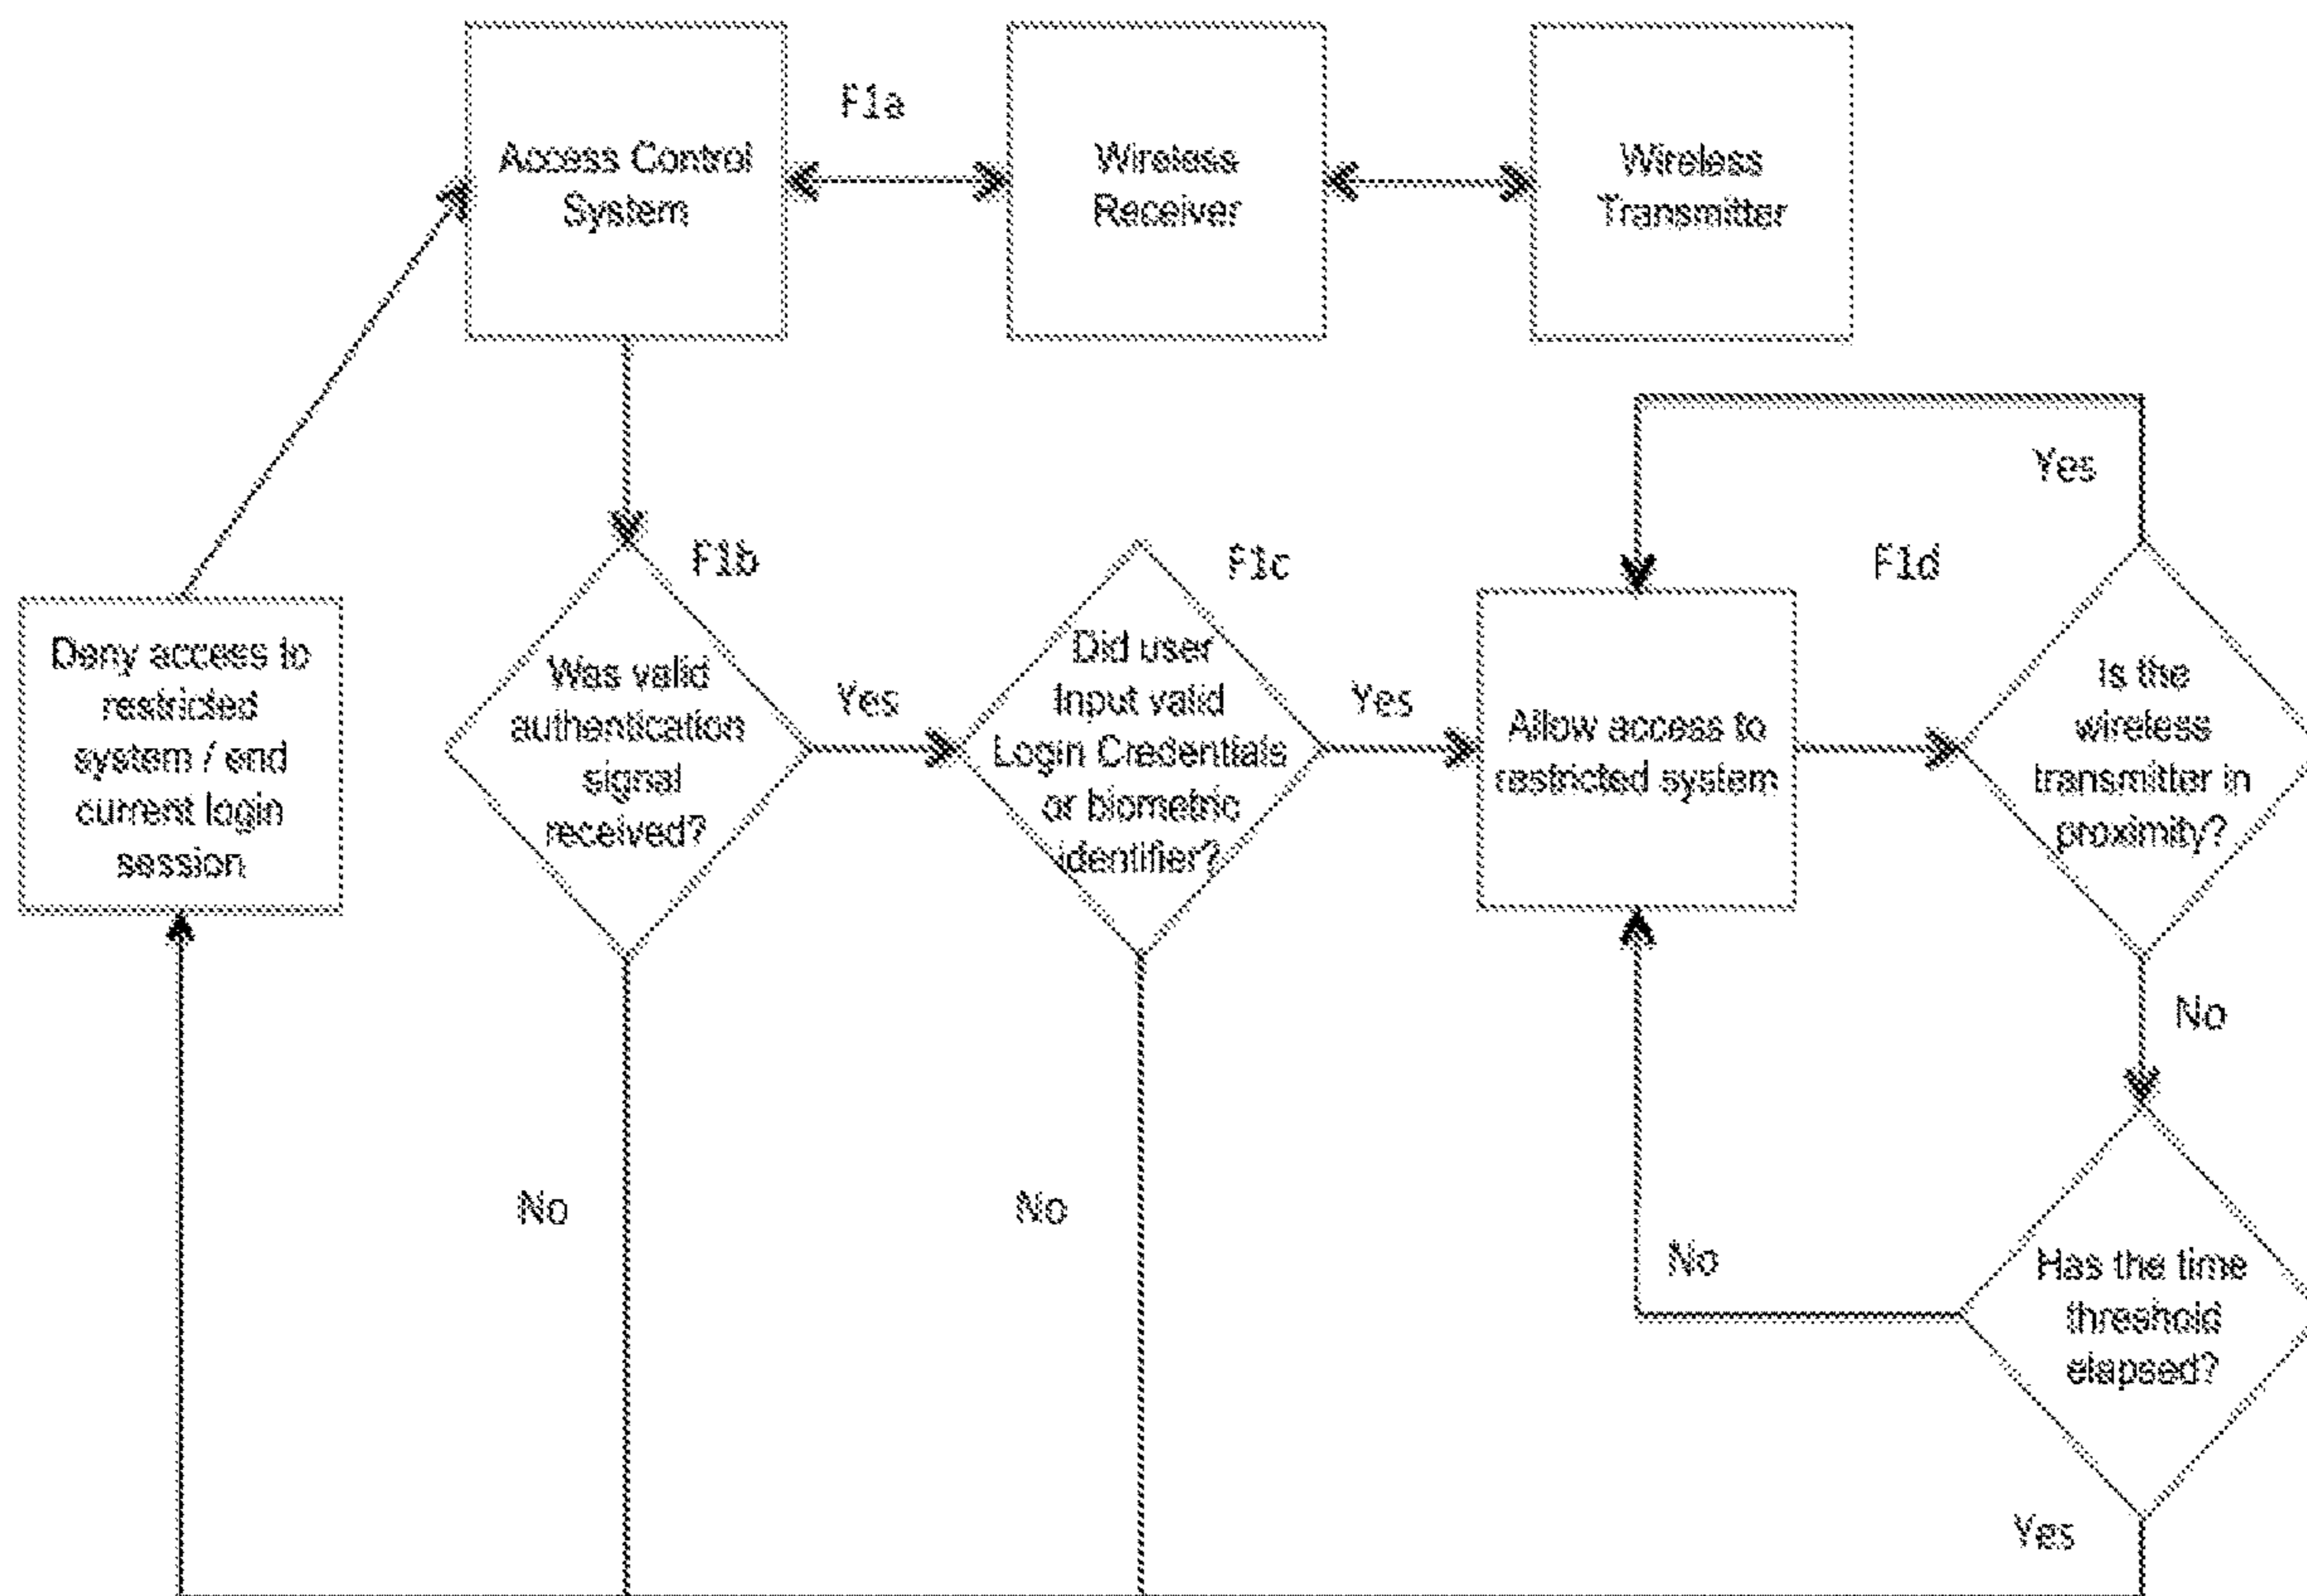 F1a
Access Control
System
Wireless
Receiver
Wireless
Transmitter
Yes
F1b
F1c
F1d
Deny access to
restricted
system / end
current login
session
Was valid
authentication
signal
received?
Yes
Did user
Input valid
Login Credentials
or biometric
identifier?
Yes
Allow access to
restricted system
Is the
wireless
transmitter in
proximity?
No
No
No
No
Has the time
threshold
elapsed?
Yes